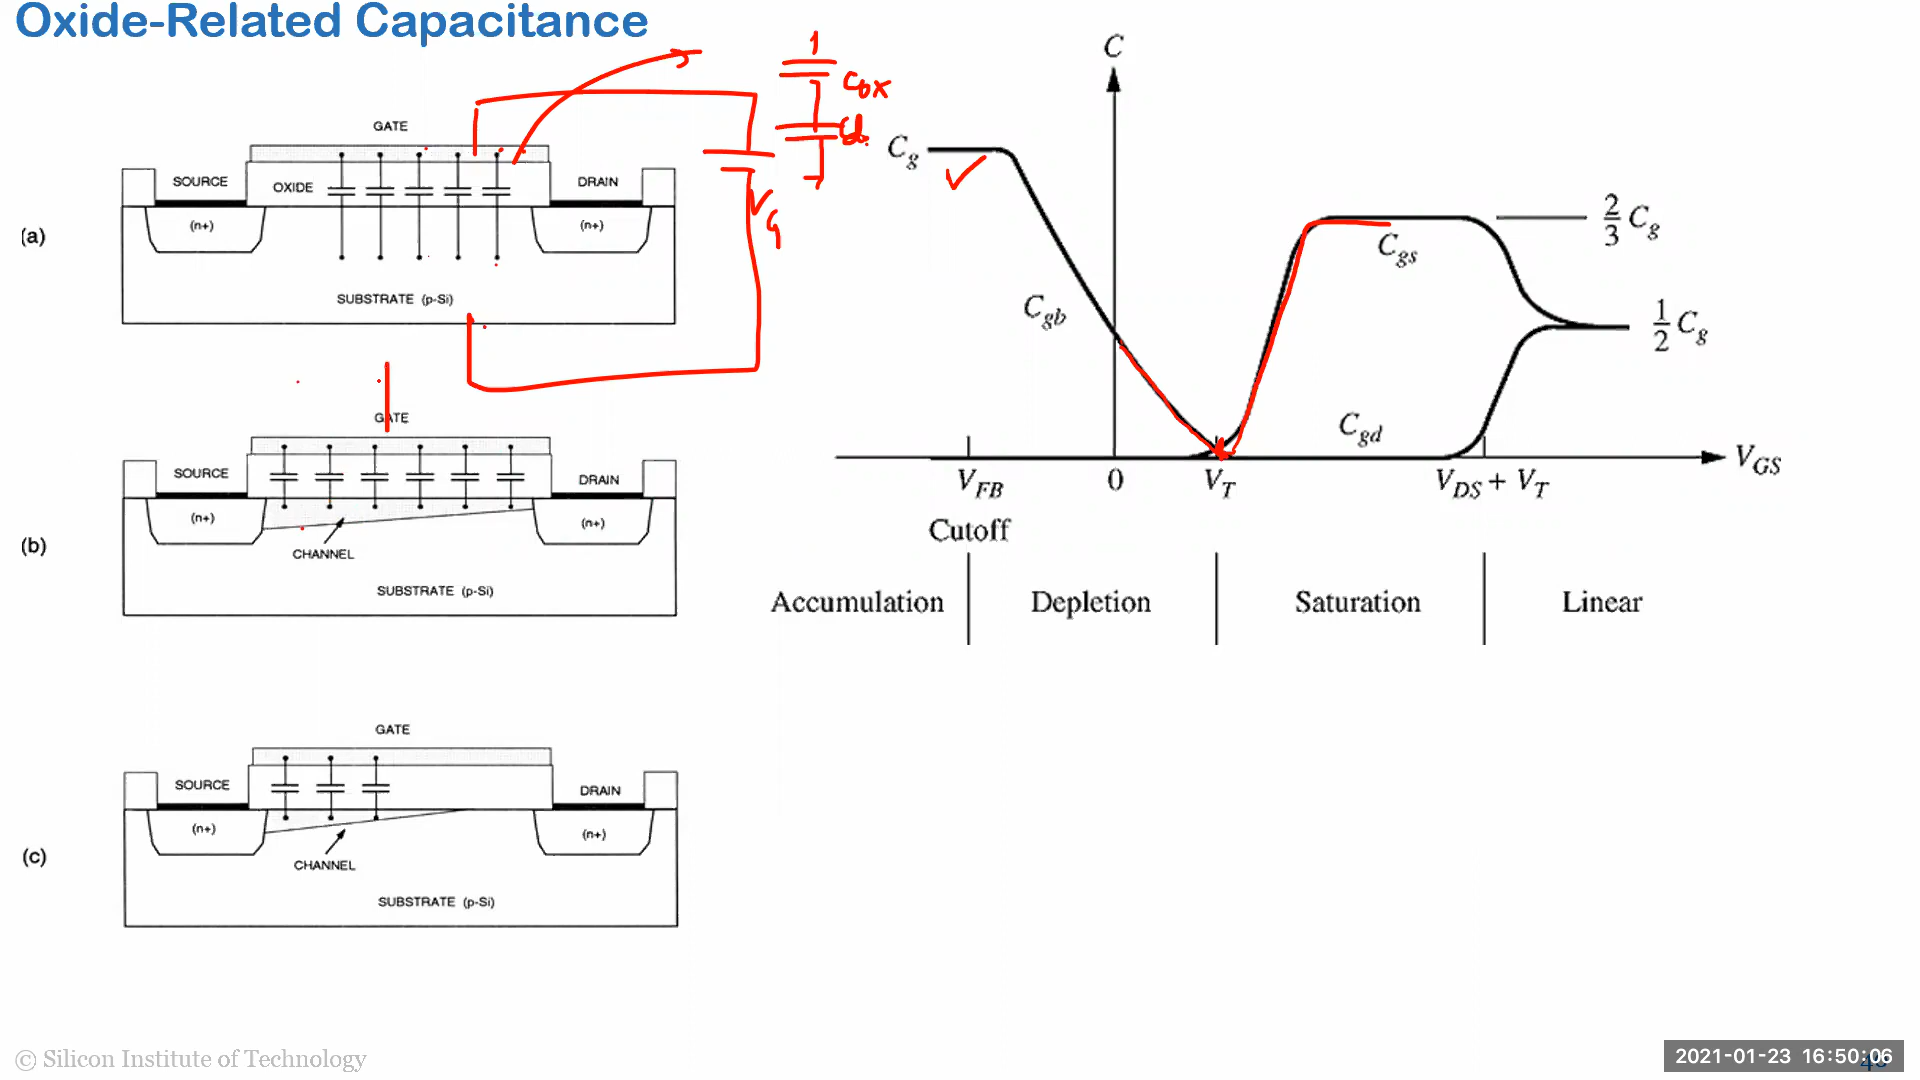 Oxide-Related Capacitance
GATE
SOURCE
OXIDE
DRAIN
(n+)
(n+)
(a)
SUBSTRATE (p-Si)
VG
1
Cox
Cd
GATE
SOURCE
DRAIN
(n+)
(n+)
(b)
CHANNEL
SUBSTRATE (p-Si)
GATE
SOURCE
DRAIN
(n+)
(n+)
(c)
CHANNEL
SUBSTRATE (p-Si)
C
Cg
2/3 Cg
Cgs
Cgb
1/2 Cg
Cgd
VFB
0
VT
VDS + VT
VGS
Cutoff
Accumulation
Depletion
Saturation
Linear
© Silicon Institute of Technology
2021-01-23 16:50:06